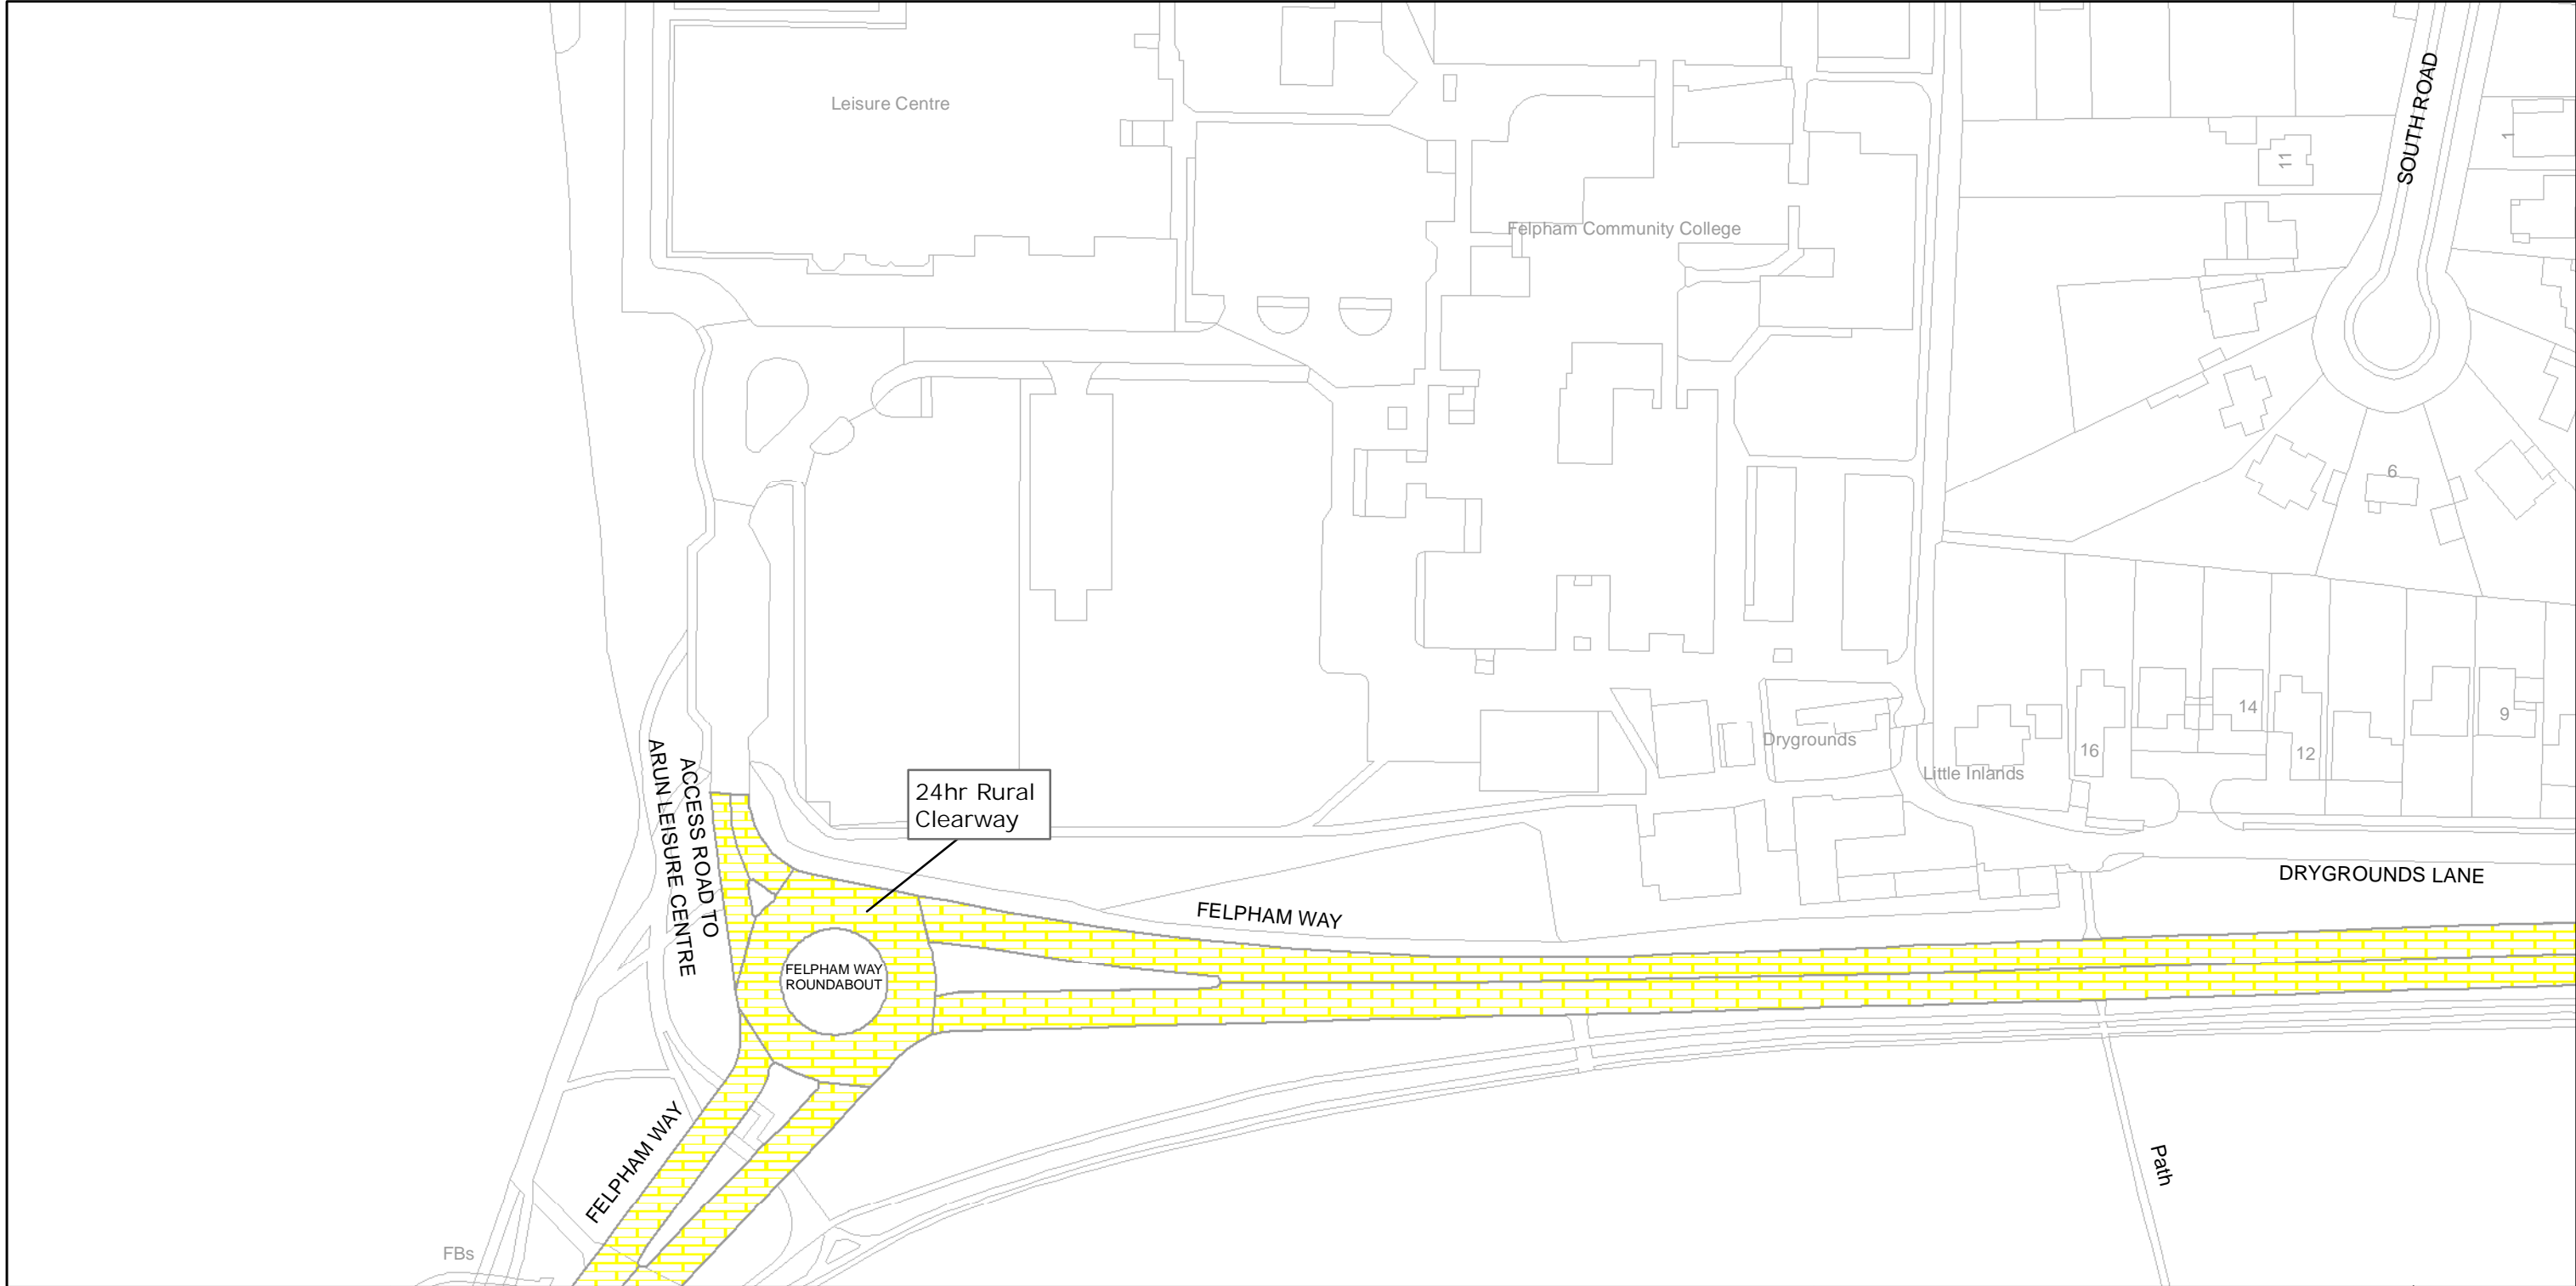 Leisure Centre
SOUTH ROAD
1
11
Felpham Community College
6
14
9
16
12
Drygrounds
Little Inlands
ACCESS ROAD TO
ARUN LEISURE CENTRE
24hr Rural
Clearway
DRYGROUNDS LANE
FELPHAM WAY
FELPHAM WAY
ROUNDABOUT
FELPHAM WAY
Path
FBs